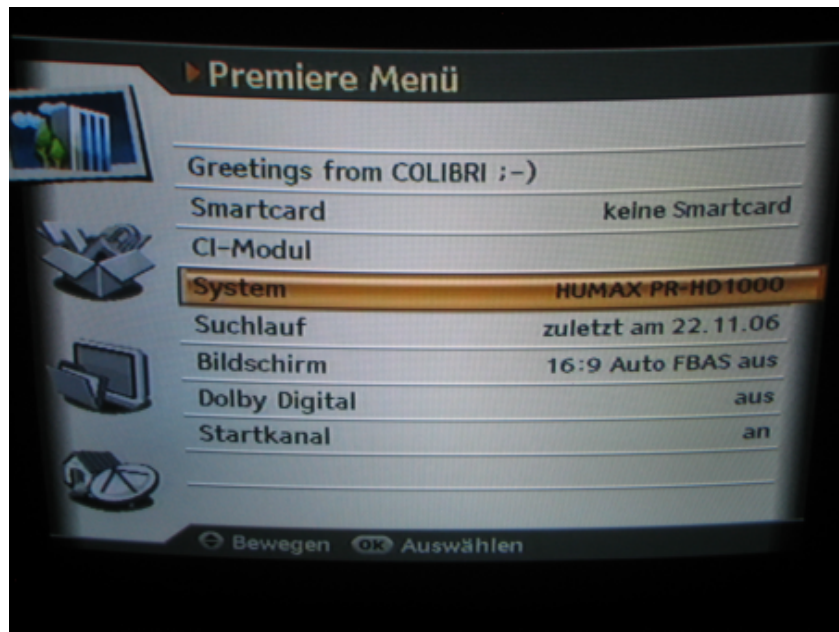 Premiere Menü
Greetings from COLIBRI ;-)
Smartcard keine Smartcard
CI-Modul
System HUMAX PR-HD1000
Suchlauf zuletzt am 22.11.06
Bildschirm 16:9 Auto FBAS aus
Dolby Digital aus
Startkanal an
Bewegen OK Auswählen